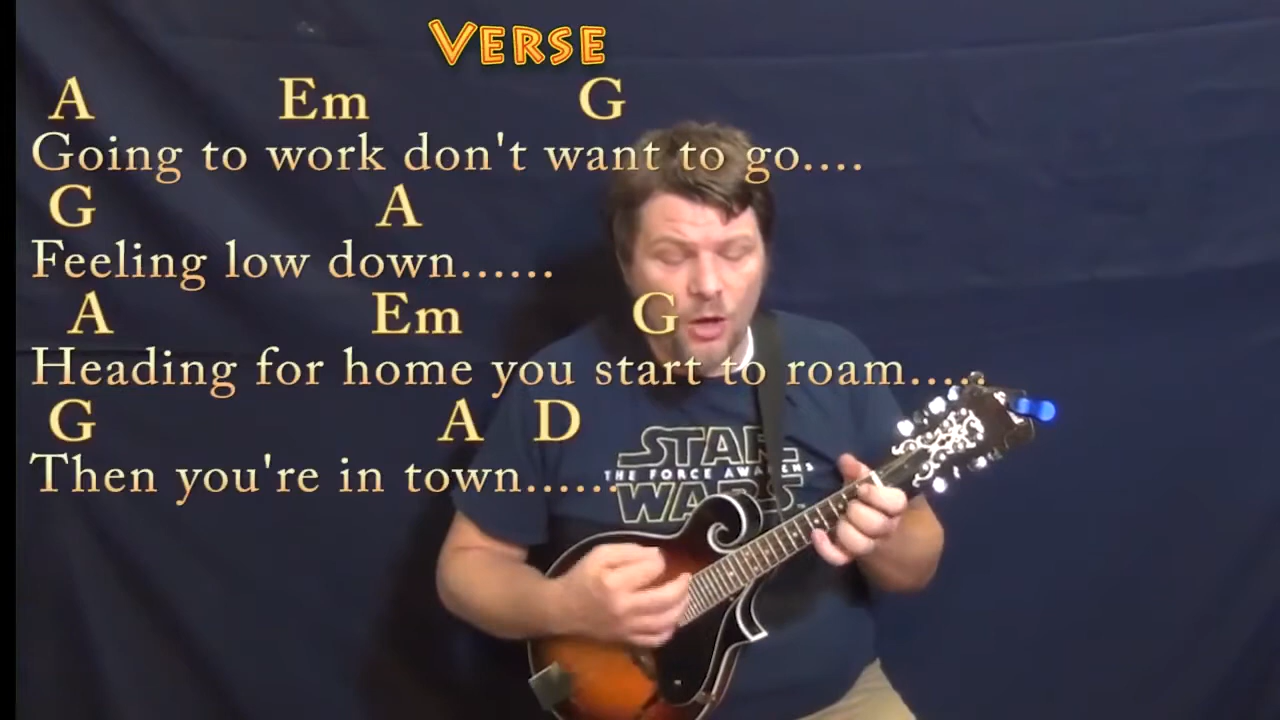 VERSE
A Em G
Going to work don't want to go....
G A
Feeling low down......
A Em G
Heading for home you start to roam.....
G A D
Then you're in town......
STAR
THE FORCE AWAKENS
WARS